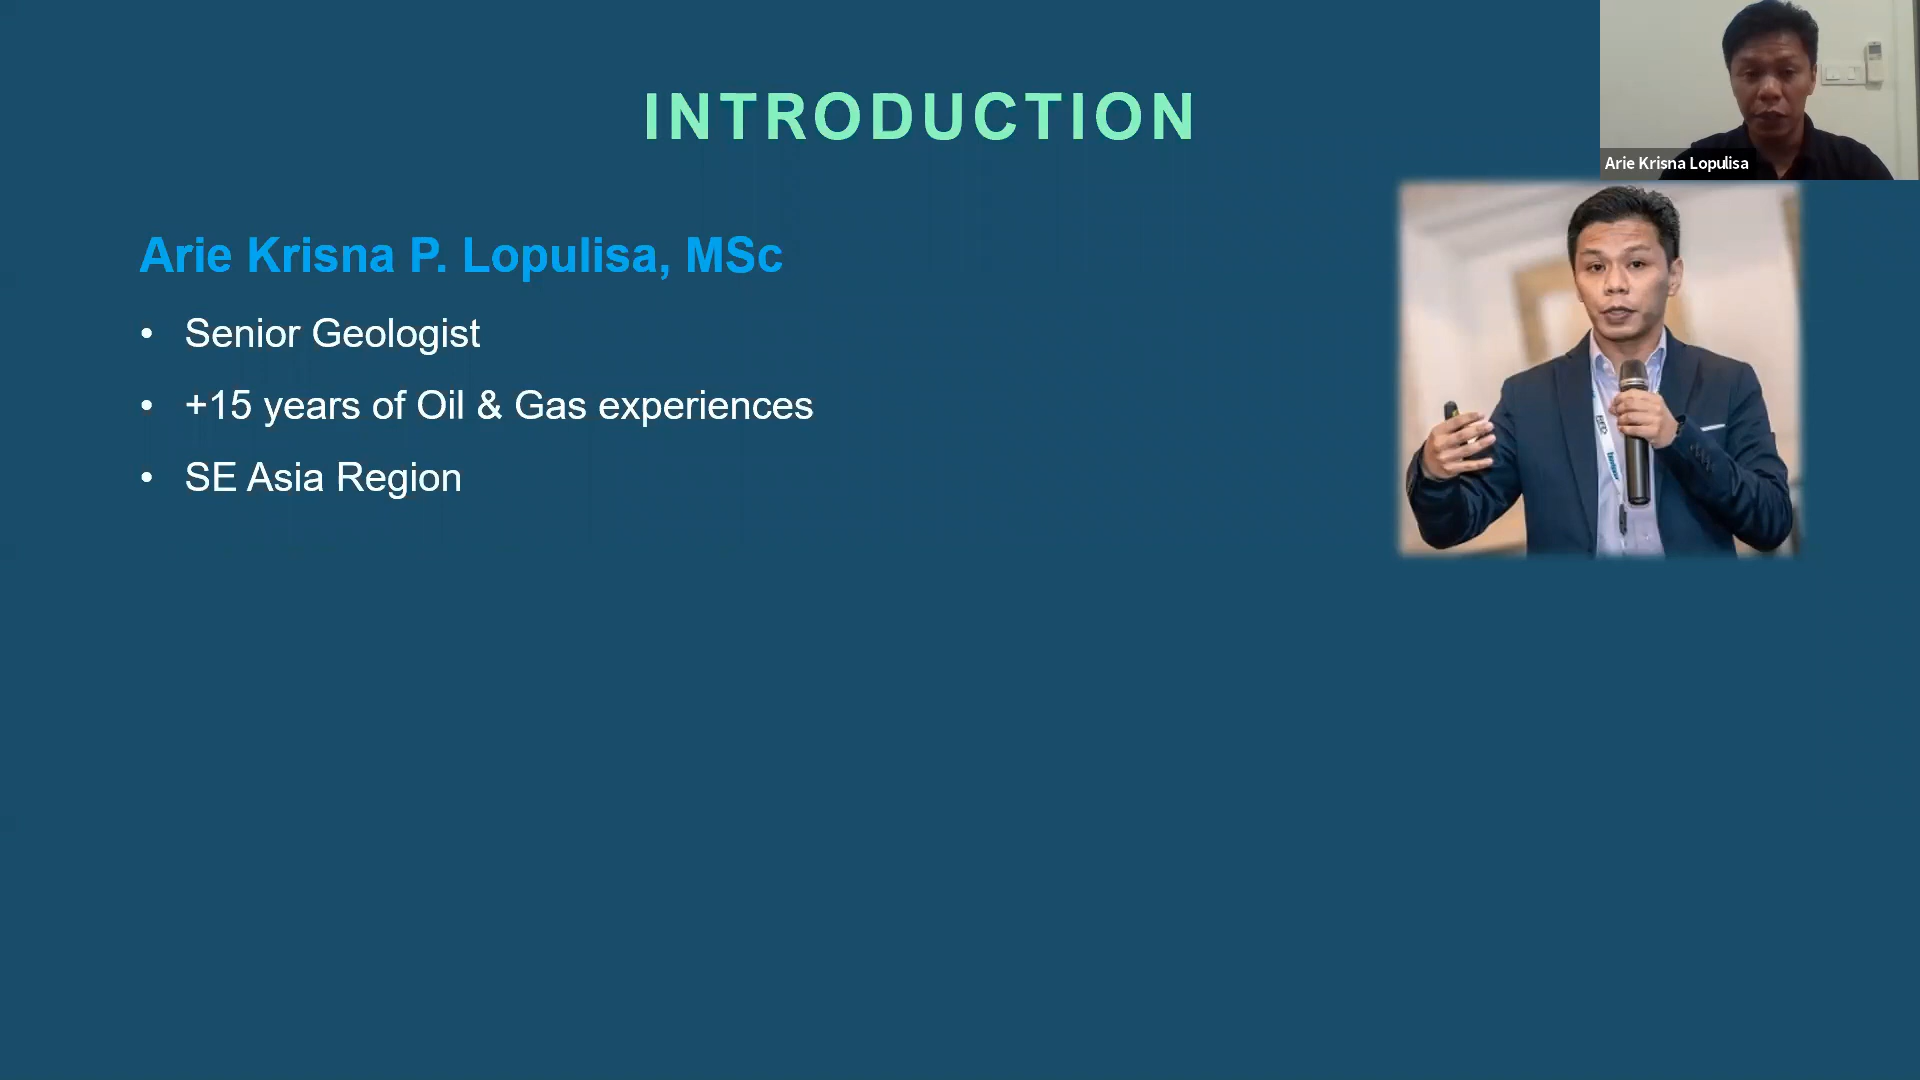 INTRODUCTION
Arie Krisna Lopulisa
Arie Krisna P. Lopulisa, MSc
• Senior Geologist
• +15 years of Oil & Gas experiences
• SE Asia Region